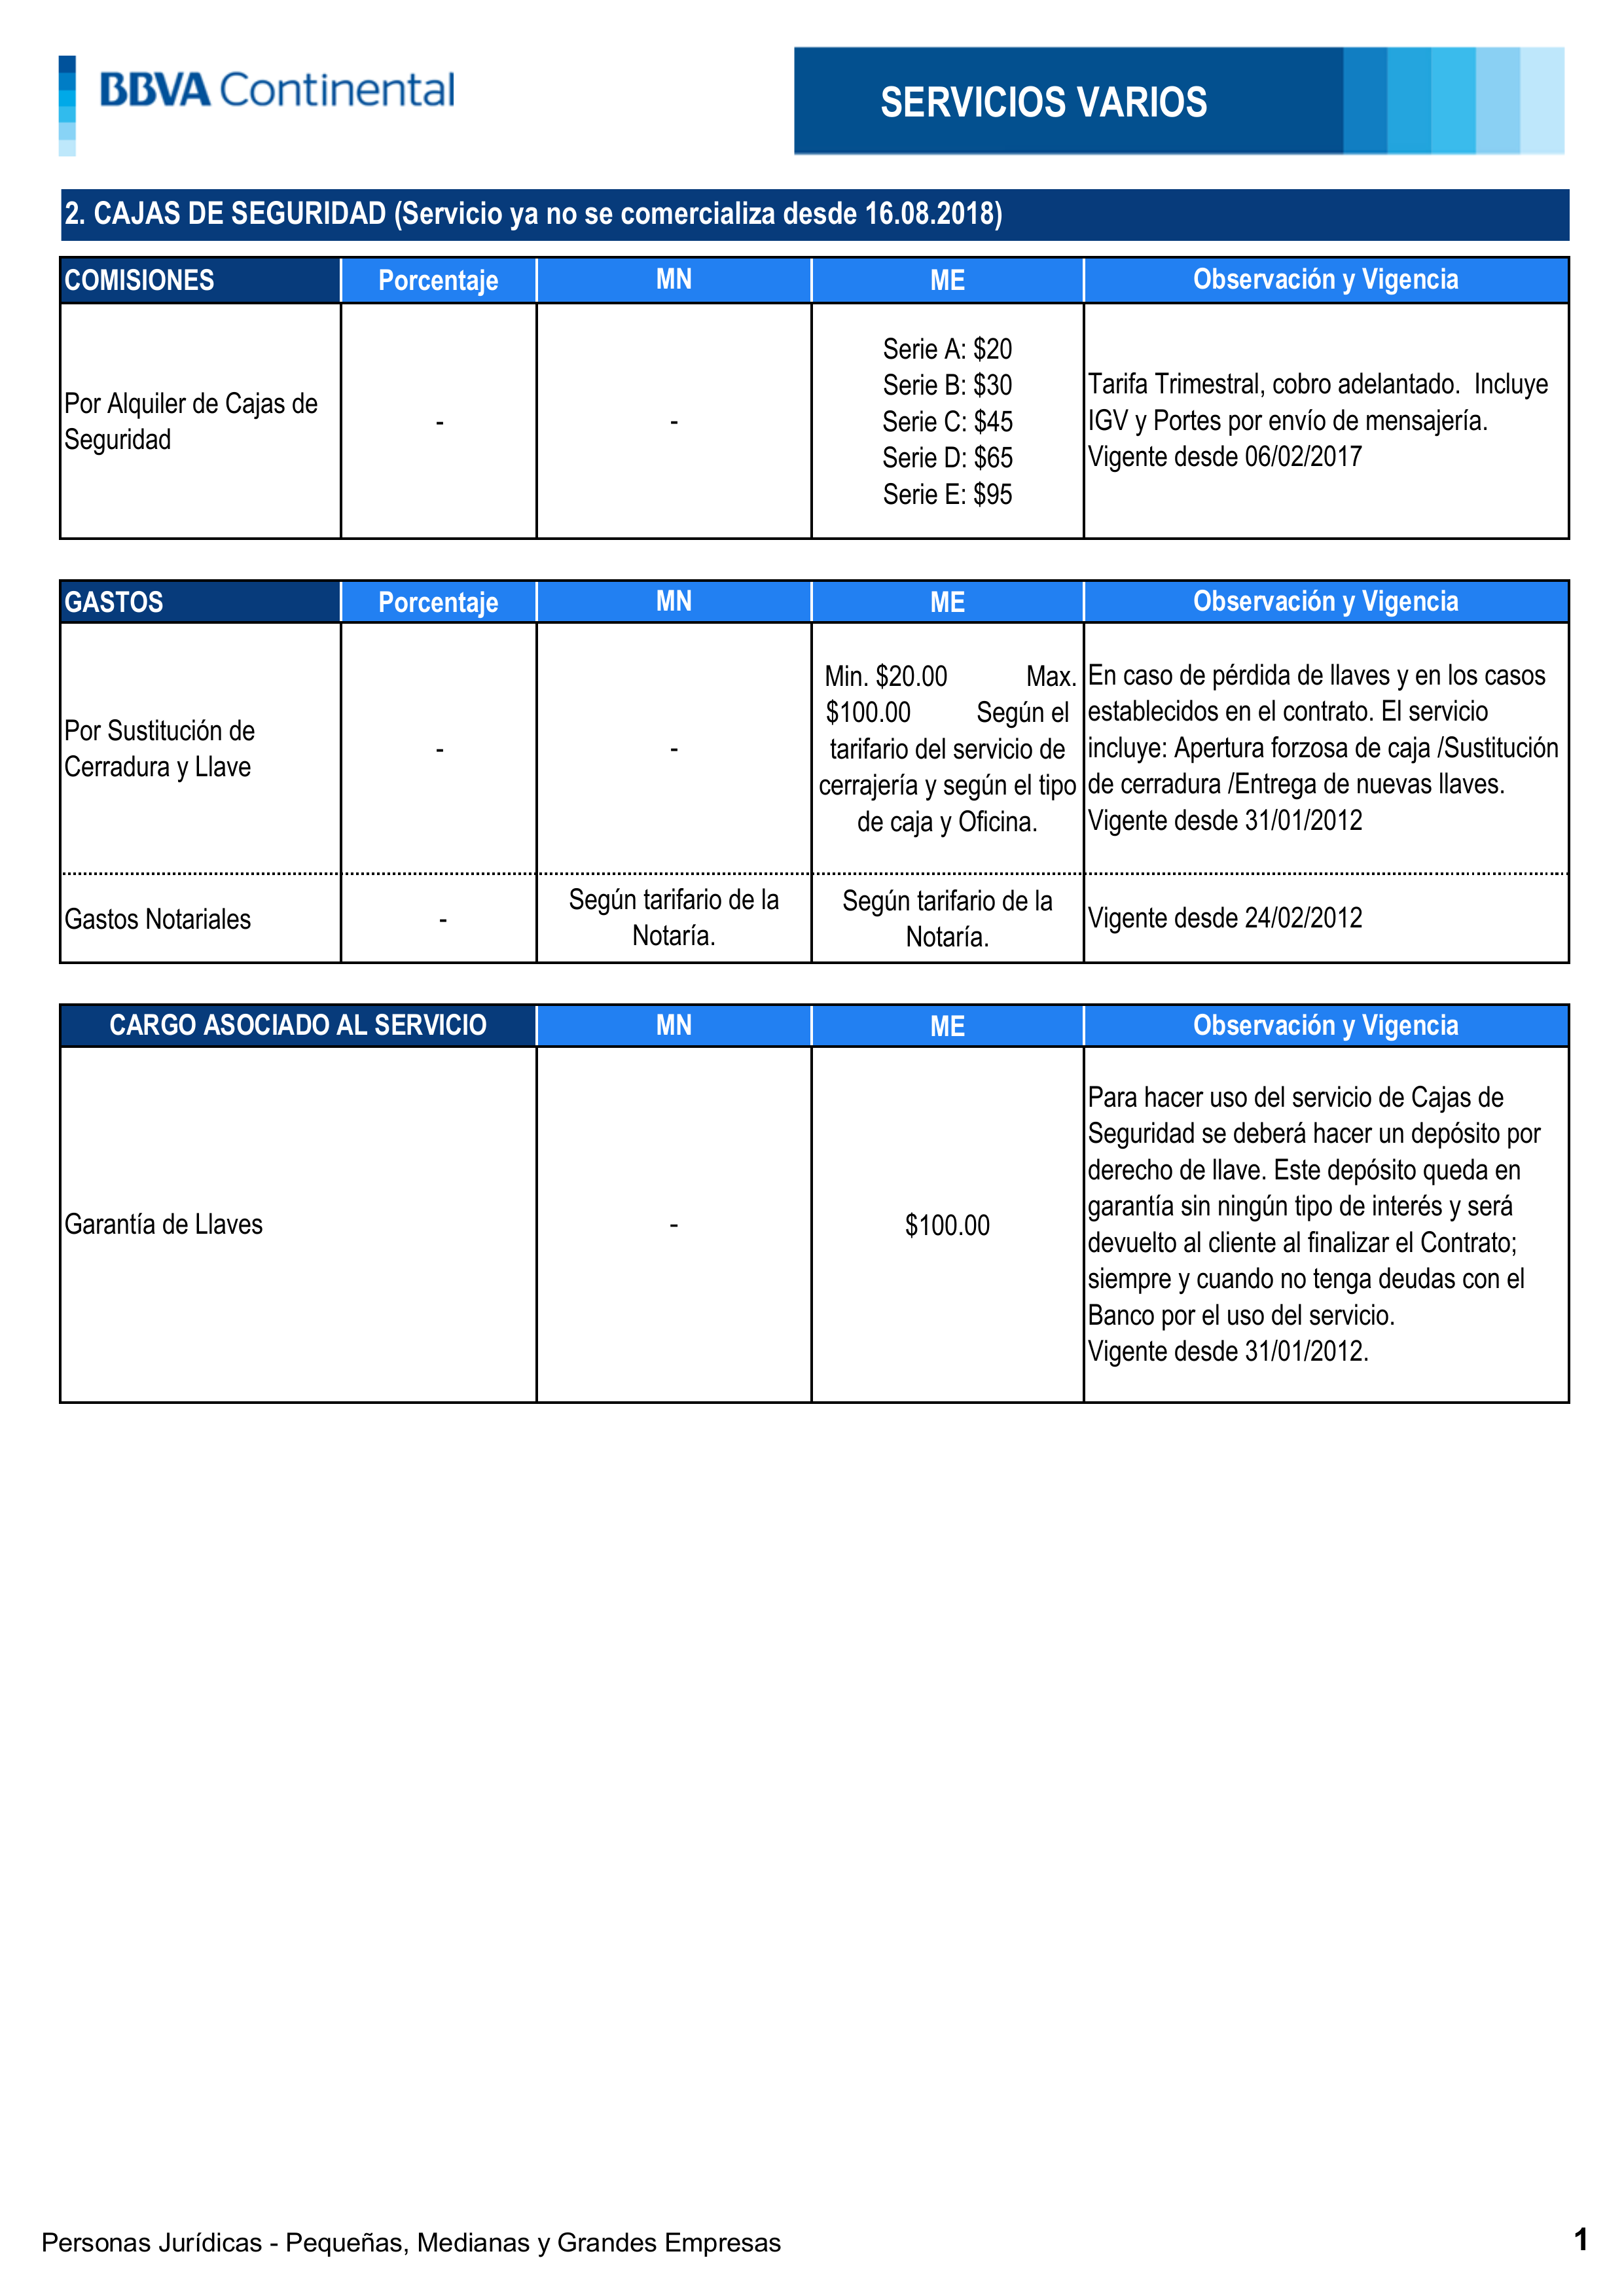 BBVA Continental
SERVICIOS VARIOS
2. CAJAS DE SEGURIDAD (Servicio ya no se comercializa desde 16.08.2018)
COMISIONES Porcentaje MN ME Observación y Vigencia
Por Alquiler de Cajas de
Seguridad
-
-
Serie A: $20
Serie B: $30
Serie C: $45
Serie D: $65
Serie E: $95
Tarifa Trimestral, cobro adelantado.  Incluye
IGV y Portes por envío de mensajería.
Vigente desde 06/02/2017
GASTOS Porcentaje MN ME Observación y Vigencia
Por Sustitución de
Cerradura y Llave
-
-
Min. $20.00 Max.
$100.00 Según el
tarifario del servicio de
cerrajería y según el tipo
de caja y Oficina.
En caso de pérdida de llaves y en los casos
establecidos en el contrato. El servicio
incluye: Apertura forzosa de caja /Sustitución
de cerradura /Entrega de nuevas llaves.
Vigente desde 31/01/2012
Gastos Notariales
-
Según tarifario de la
Notaría.
Según tarifario de la
Notaría.
Vigente desde 24/02/2012
CARGO ASOCIADO AL SERVICIO MN ME Observación y Vigencia
Garantía de Llaves
-
$100.00
Para hacer uso del servicio de Cajas de
Seguridad se deberá hacer un depósito por
derecho de llave. Este depósito queda en
garantía sin ningún tipo de interés y será
devuelto al cliente al finalizar el Contrato;
siempre y cuando no tenga deudas con el
Banco por el uso del servicio.
Vigente desde 31/01/2012.
Personas Jurídicas - Pequeñas, Medianas y Grandes Empresas
1